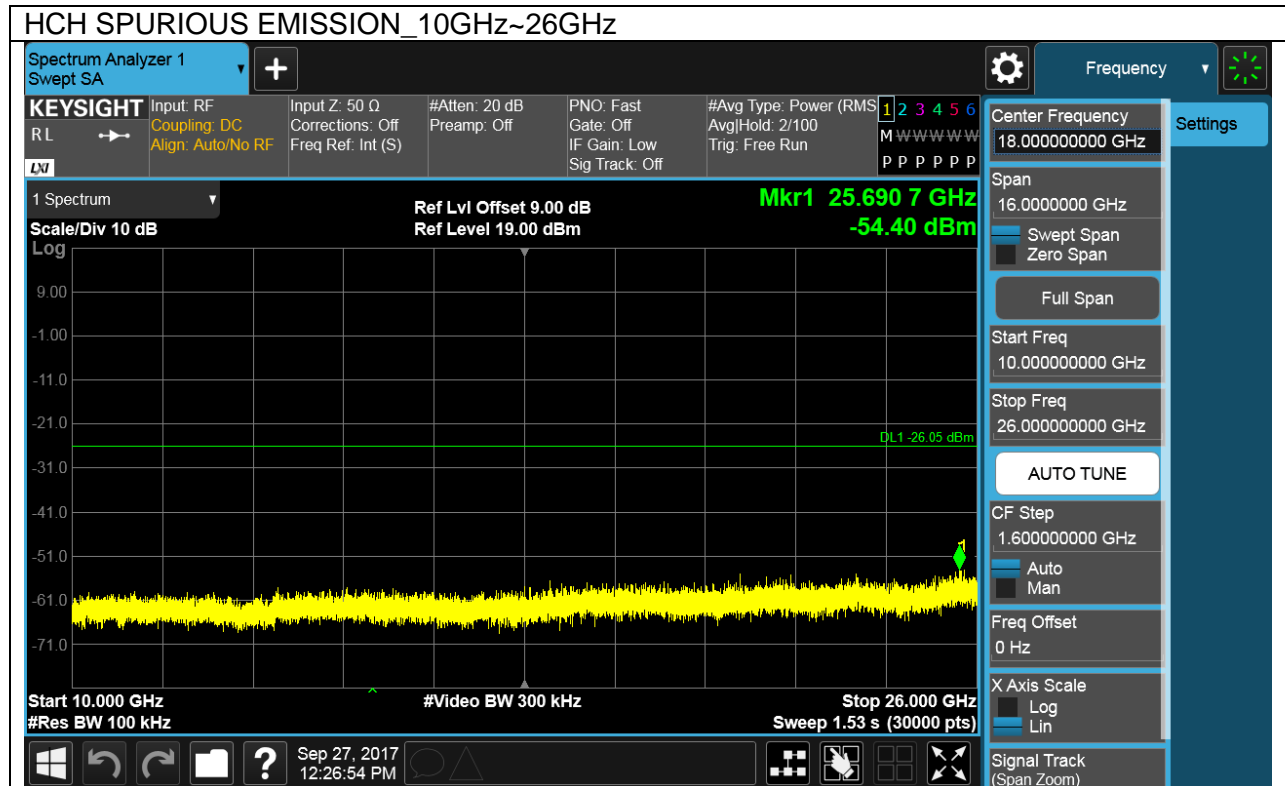 HCH SPURIOUS EMISSION_10GHz~26GHz
Spectrum Analyzer 1
Swept SA
Frequency
KEYSIGHT
RL
LXI
Input: RF
Coupling: DC
Align: Auto/No RF
Input Z: 50 Ω
Corrections: Off
Freq Ref: Int (S)
#Atten: 20 dB
Preamp: Off
PNO: Fast
Gate: Off
IF Gain: Low
Sig Track: Off
#Avg Type: Power (RMS
Avg|Hold: 2/100
Trig: Free Run
1 2 3 4 5 6
M W W W W W
P P P P P P
1 Spectrum
Scale/Div 10 dB
Ref Lvl Offset 9.00 dB
Ref Level 19.00 dBm
Mkr1 25.690 7 GHz
-54.40 dBm
Log
9.00
-1.00
-11.0
-21.0
DL1 -26.05 dBm
-31.0
-41.0
1
-51.0
-61.0
-71.0
Start 10.000 GHz
#Video BW 300 kHz
Stop 26.000 GHz
#Res BW 100 kHz
Sweep 1.53 s (30000 pts)
Sep 27, 2017
12:26:54 PM
Center Frequency
18.000000000 GHz
Settings
Span
16.0000000 GHz
Swept Span
Zero Span
Full Span
Start Freq
10.000000000 GHz
Stop Freq
26.000000000 GHz
AUTO TUNE
CF Step
1.600000000 GHz
Auto
Man
Freq Offset
0 Hz
X Axis Scale
Log
Lin
Signal Track
(Span Zoom)